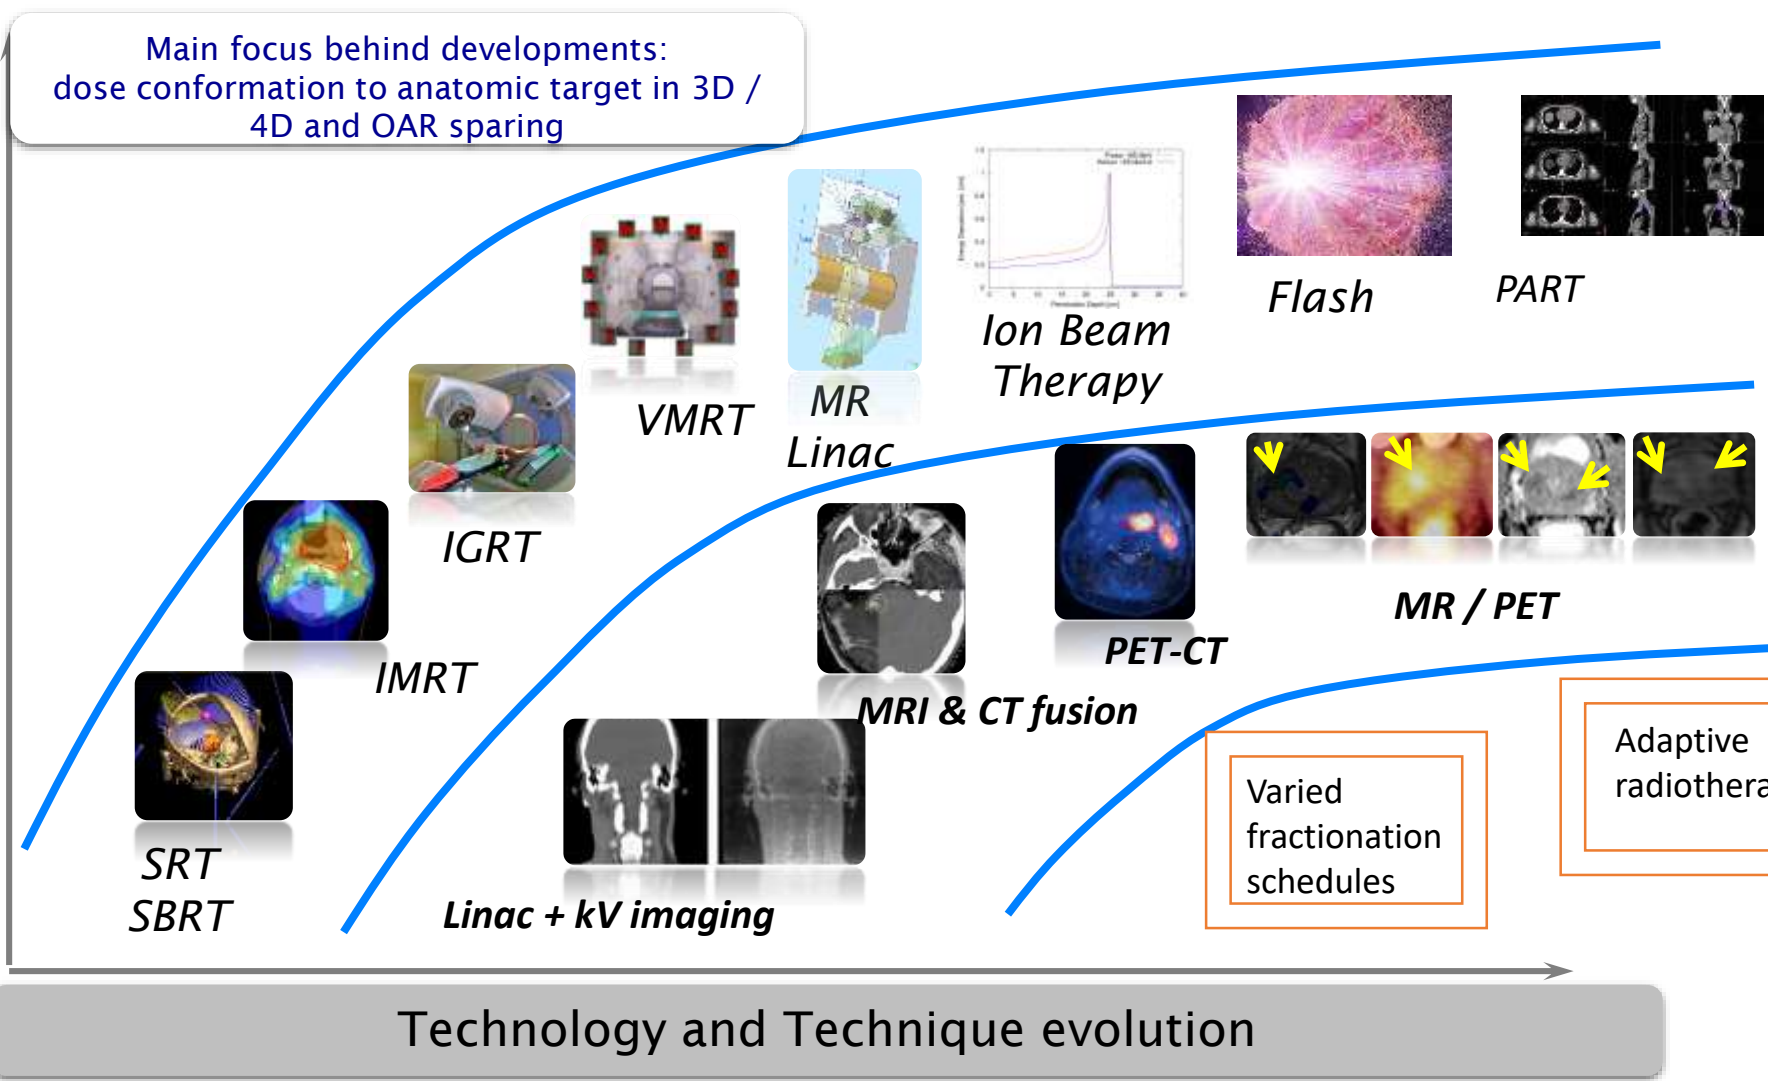 Main focus behind developments:
dose conformation to anatomic target in 3D /
4D and OAR sparing
Flash
PART
Ion Beam
Therapy
VMRT
MR
Linac
IGRT
IMRT
SRT
SBRT
MR / PET
PET-CT
MRI & CT fusion
Linac + kV imaging
Varied
fractionation
schedules
Adaptive
radiothera
Technology and Technique evolution